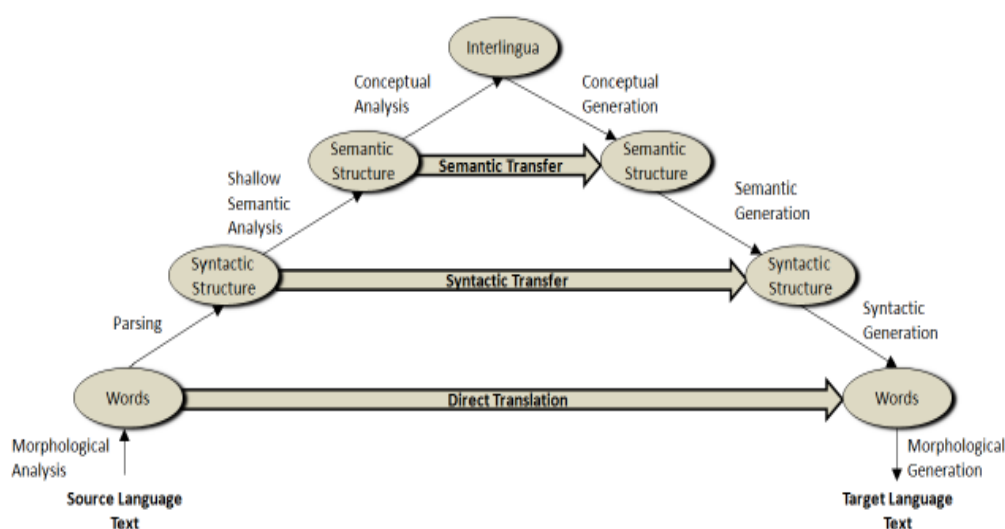 Interlingua
Conceptual
Analysis
Conceptual
Generation
Semantic
Structure
Semantic Transfer
Semantic
Structure
Shallow
Semantic
Analysis
Semantic
Generation
Syntactic
Structure
Syntactic Transfer
Syntactic
Structure
Parsing
Syntactic
Generation
Words
Direct Translation
Words
Morphological
Analysis
Morphological
Generation
Source Language
Text
Target Language
Text